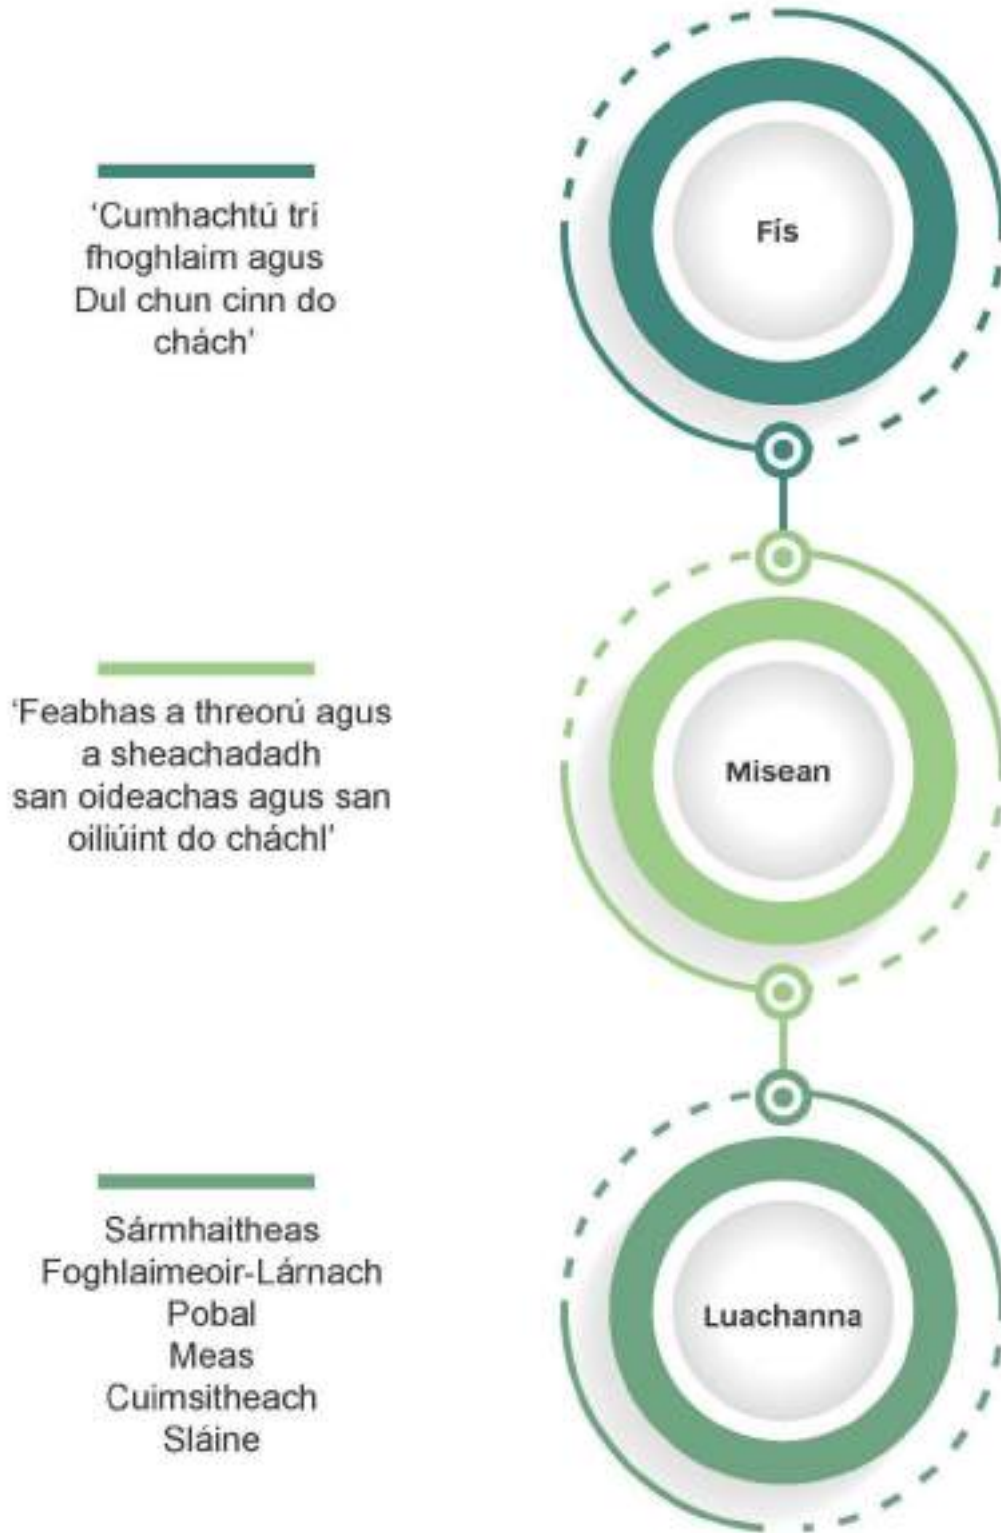 ‘Cumhachtú trí
fhoghlaim agus
Dul chun cinn do
chách’
Fís
‘Feabhas a threorú agus
a sheachadadh
san oideachas agus san
oiliúint do cháchl’
Misean
Sármhaitheas
Foghlaimeoir-Lárnach
Pobal
Meas
Cuimsitheach
Sláine
Luachanna